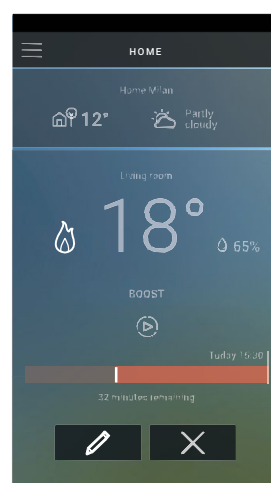 HOME
Home Milan
12°
Partly
cloudy
Living room
18°
65%
BOOST
Today 15:30
32 minutes remaining